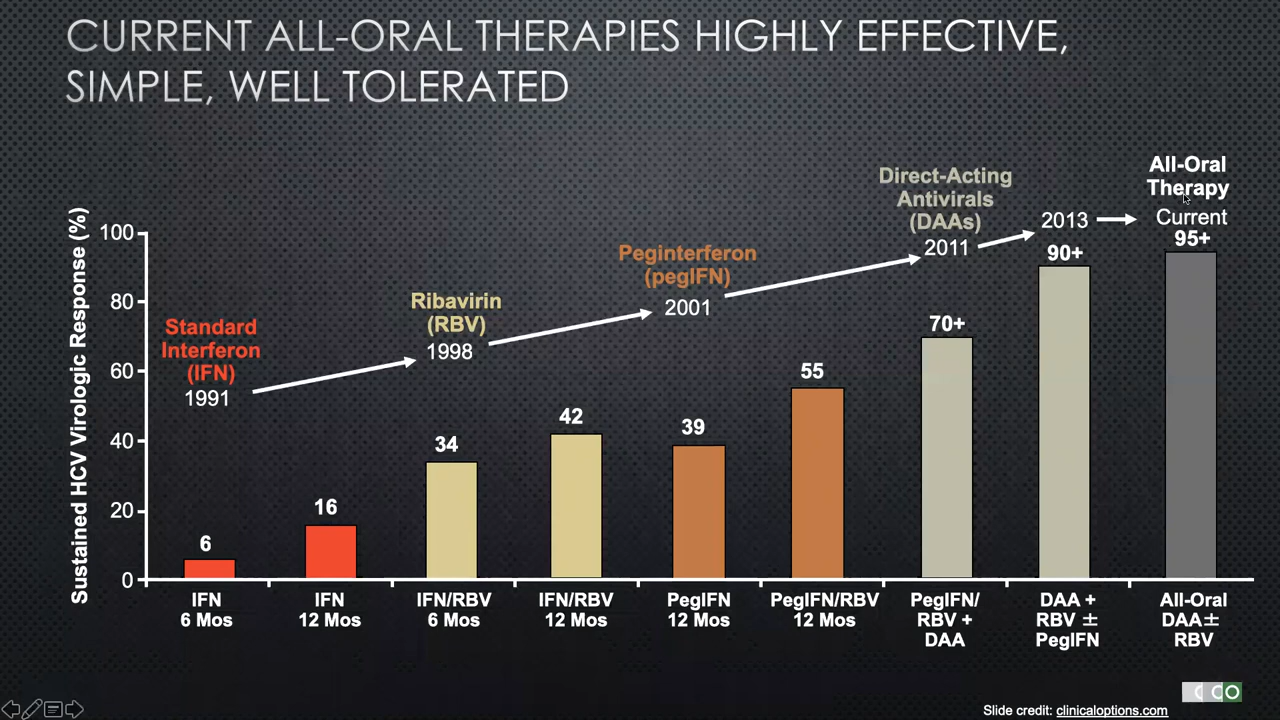 CURRENT ALL-ORAL THERAPIES HIGHLY EFFECTIVE,
SIMPLE, WELL TOLERATED
Sustained HCV Virologic Response (%)
100
80
60
40
20
0
Standard
Interferon
(IFN)
1991
Ribavirin
(RBV)
1998
Peginterferon
(pegIFN)
2001
Direct-Acting
Antivirals
(DAAs)
2011
2013
All-Oral
Therapy
Current
6
16
34
42
39
55
70+
90+
95+
IFN
6 Mos
IFN
12 Mos
IFN/RBV
6 Mos
IFN/RBV
12 Mos
PegIFN
12 Mos
PegIFN/RBV
12 Mos
PegIFN/
RBV +
DAA
DAA +
RBV ±
PegIFN
All-Oral
DAA±
RBV
CCO
Slide credit: clinicaloptions.com